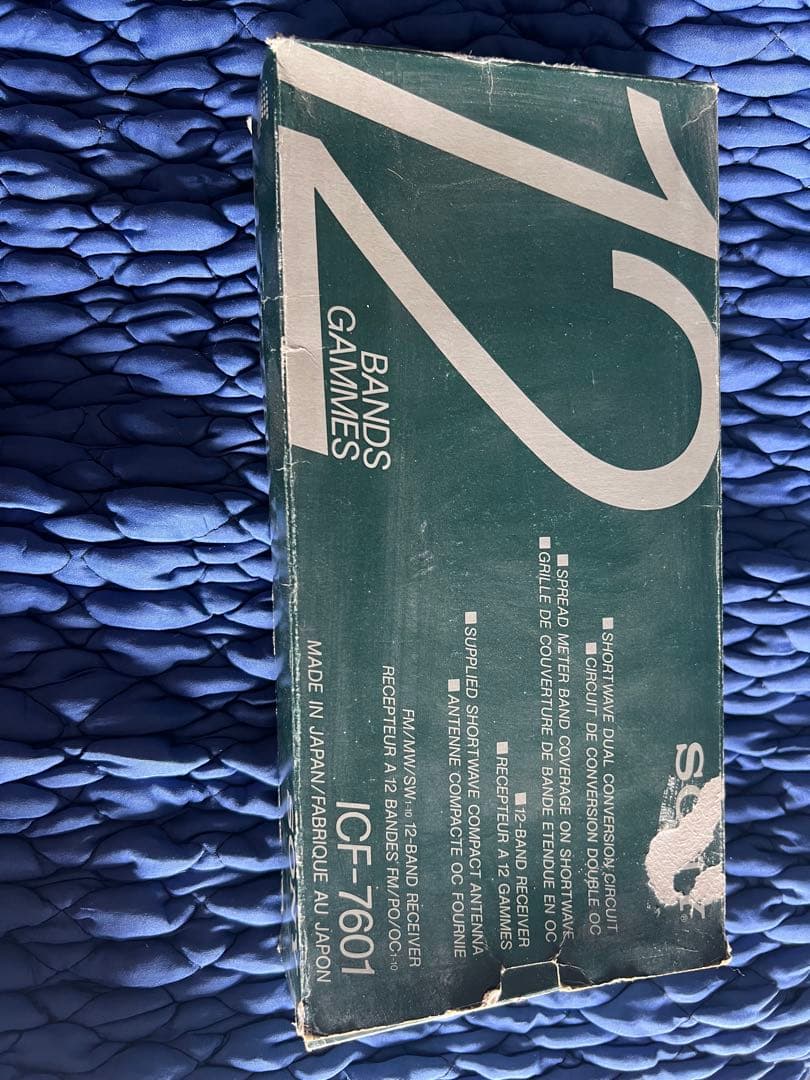 12
BANDS
GAMMES
■SHORTWAVE DUAL CONVERSION CIRCUIT
■CIRCUIT DE CONVERSION DOUBLE OC
■SPREAD METER BAND COVERAGE ON SHORTWAVE
■GRILLE DE COUVERTURE DE BANDE ETENDUE EN OC
■12-BAND RECEIVER
■RECEPTEUR A 12 GAMMES
■SUPPLIED SHORTWAVE COMPACT ANTENNA
■ANTENNE COMPACTE OC FOURNIE
FM/MW/SW1-10 12-BAND RECEIVER
RECEPTEUR A 12 BANDES FM/PO/OC1-10
ICF-7601
MADE IN JAPAN/FABRIQUE AU JAPON